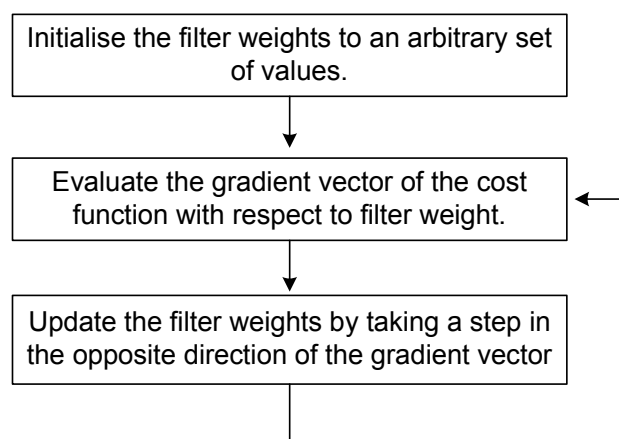 Initialise the filter weights to an arbitrary set
of values.
Evaluate the gradient vector of the cost
function with respect to filter weight.
Update the filter weights by taking a step in
the opposite direction of the gradient vector